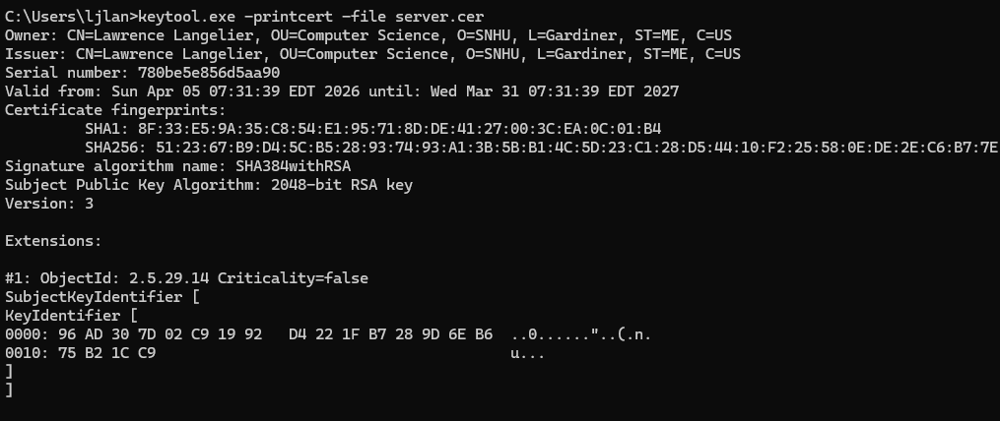 C:\Users\ljlan>keytool.exe -printcert -file server.cer
Owner: CN=Lawrence Langelier, OU=Computer Science, O=SNHU, L=Gardiner, ST=ME, C=US
Issuer: CN=Lawrence Langelier, OU=Computer Science, O=SNHU, L=Gardiner, ST=ME, C=US
Serial number: 780be5e856d5aa90
Valid from: Sun Apr 05 07:31:39 EDT 2026 until: Wed Mar 31 07:31:39 EDT 2027
Certificate fingerprints:
         SHA1: 8F:33:E5:9A:35:C8:54:E1:95:71:8D:DE:41:27:00:3C:EA:0C:01:B4
         SHA256: 51:23:67:B9:D4:5C:B5:28:93:74:93:A1:3B:5B:B1:4C:5D:23:C1:28:D5:44:10:F2:25:58:0E:DE:2E:C6:B7:7E
Signature algorithm name: SHA384withRSA
Subject Public Key Algorithm: 2048-bit RSA key
Version: 3

Extensions:

#1: ObjectId: 2.5.29.14 Criticality=false
SubjectKeyIdentifier [
KeyIdentifier [
0000: 96 AD 30 7D 02 C9 19 92   D4 22 1F B7 28 9D 6E B6  ..0......"..(.n.
0010: 75 B2 1C C9                                        u...
]
]